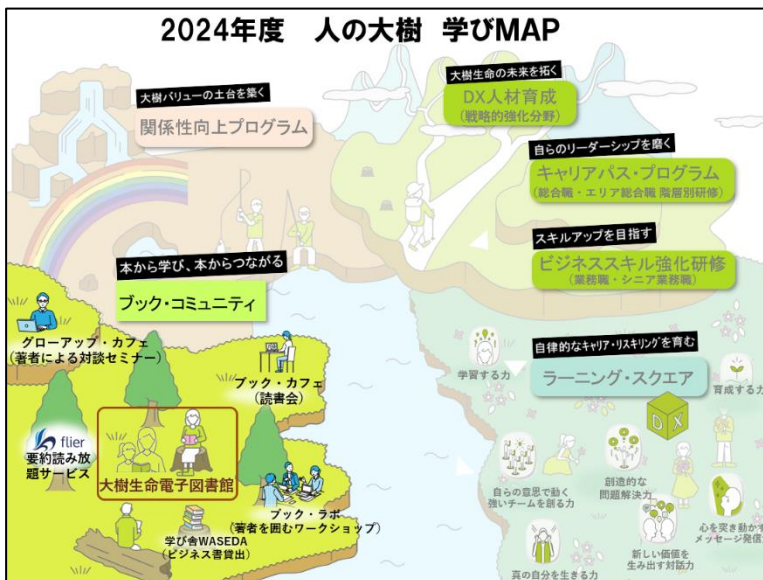 2024年度 人の大樹 学びMAP
大樹バリューの土台を築く
関係性向上プログラム
大樹生命の未来を拓く
DX人材育成
(戦略的強化分野)
自らのリーダーシップを磨く
キャリアパス・プログラム
(総合職・エリア総合職 階層別研修)
スキルアップを目指す
ビジネススキル強化研修
(業務職・シニア業務職)
本から学び、本からつながる
ブック・コミュニティ
グローアップ・カフェ
(著者による対談セミナー)
ブック・カフェ
(読書会)
flier
要約読み放
題サービス
大樹生命電子図書館
ブック・ラボ
(著者を囲むワークショップ)
学び舎WASEDA
(ビジネス書貸出)
自律的なキャリア・リスキリングを育む
ラーニング・スクエア
学習する力
育成する力
DX
自らの意思で動く
強いチームを創る力
創造的な
問題解決力
心を突き動かす
メッセージ発信
新しい価値を
生み出す対話力
真の自分を生きる力